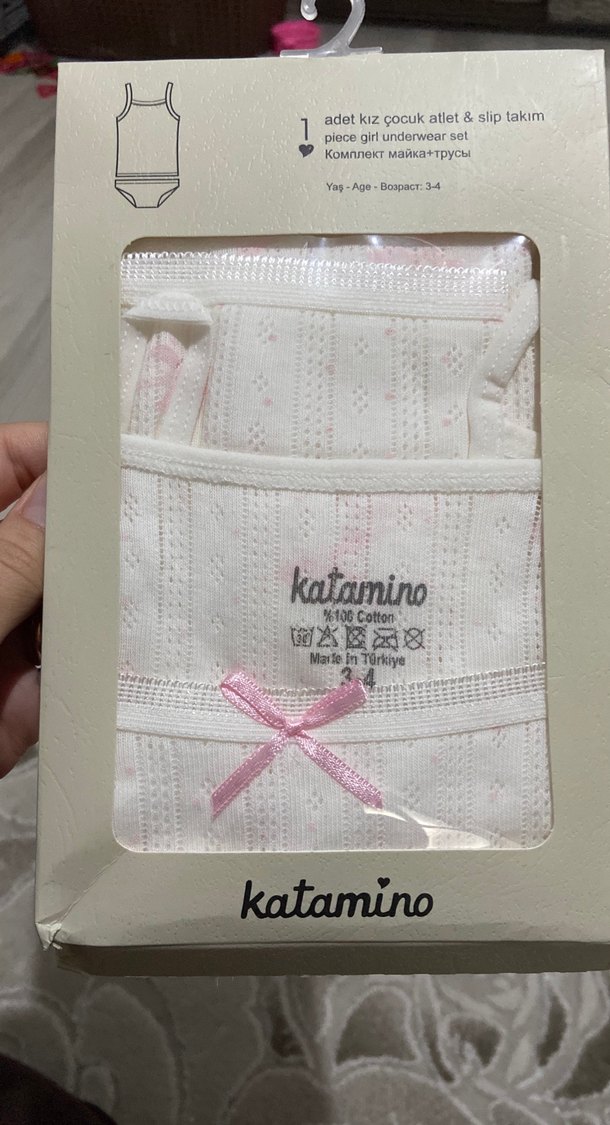 1 adet kız çocuk atlet & slip takım
piece girl underwear set
Комплект майка+трусы
Yaş - Age - Возраст: 3-4
katamino
%100 Cotton
30
Made in Türkiye
3-4
katamino